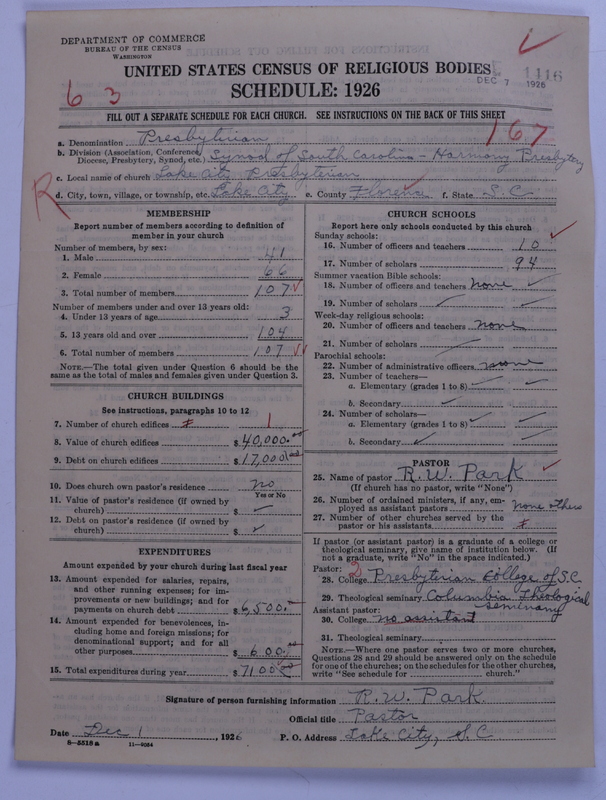 DEPARTMENT OF COMMERCE
BUREAU OF THE CENSUS
WASHINGTON
UNITED STATES CENSUS OF RELIGIOUS BODIES
SCHEDULE: 1926
1116
DEC 7 1926
6 3
FILL OUT A SEPARATE SCHEDULE FOR EACH CHURCH. SEE INSTRUCTIONS ON THE BACK OF THIS SHEET
167
a. Denomination Presbyterian
b. Division (Association, Conference, Diocese, Presbytery, Synod, etc.) Synod of South Carolina - Harmony Presbytery
c. Local name of church Lake City Presbyterian
R
d. City, town, village, or township, etc. Lake City e. County Florence f. State S.C.
MEMBERSHIP
Report number of members according to definition of
member in your church
Number of members, by sex:
1. Male 41
2. Female 66
3. Total number of members 107
Number of members under and over 13 years old:
4. Under 13 years of age 3
5. 13 years old and over 104
6. Total number of members 107
NOTE.—The total given under Question 6 should be the
same as the total of males and females given under Question 3.
CHURCH BUILDINGS
See instructions, paragraphs 10 to 12
7. Number of church edifices 1
8. Value of church edifices $40,000.00
9. Debt on church edifices $17,000.00
10. Does church own pastor's residence no
Yes or No
11. Value of pastor's residence (if owned by
church) $ ✓
12. Debt on pastor's residence (if owned by
church) $ ✓
EXPENDITURES
Amount expended by your church during last fiscal year
13. Amount expended for salaries, repairs,
and other running expenses; for im-
provements or new buildings; and for
payments on church debt $6,500.
14. Amount expended for benevolences, in-
cluding home and foreign missions; for
denominational support; and for all
other purposes $600.00
15. Total expenditures during year $7100.00
CHURCH SCHOOLS
Report here only schools conducted by this church
Sunday schools:
16. Number of officers and teachers 10
17. Number of scholars 94
Summer vacation Bible schools:
18. Number of officers and teachers none
19. Number of scholars
Week-day religious schools:
20. Number of officers and teachers none
21. Number of scholars
Parochial schools:
22. Number of administrative officers none
23. Number of teachers—
a. Elementary (grades 1 to 8)
b. Secondary
24. Number of scholars—
a. Elementary (grades 1 to 8)
b. Secondary
PASTOR
25. Name of pastor R. W. Park
(If church has no pastor, write "None")
26. Number of ordained ministers, if any, em-
ployed as assistant pastors none others
27. Number of other churches served by the
pastor or his assistants
If pastor (or assistant pastor) is a graduate of a college or
theological seminary, give name of institution below. (If
not a graduate, write "No" in the space indicated.)
Pastor: 2
28. College Presbyterian College of S.C.
29. Theological seminary Columbia Theological Seminary
Assistant pastor:
30. College no assistant
31. Theological seminary
NOTE.—Where one pastor serves two or more churches,
Questions 28 and 29 should be answered only on the schedule
for one of the churches; on the schedules for the other churches,
write "See schedule for church."
Signature of person furnishing information R. W. Park
Official title Pastor
Date Dec 1, 1926 P. O. Address Lake City, S.C
8—5518a 11—9034